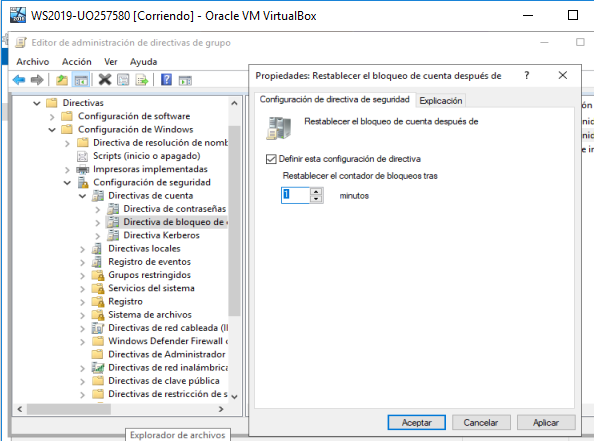 WS2019-UO257580 [Corriendo] - Oracle VM VirtualBox
Editor de administración de directivas de grupo
Archivo Acción Ver Ayuda
Directivas
Configuración de software
Configuración de Windows
Directiva de resolución de nomb
Scripts (inicio o apagado)
Impresoras implementadas
Configuración de seguridad
Directivas de cuenta
Directiva de contraseñas
Directiva de bloqueo de
Directiva Kerberos
Directivas locales
Registro de eventos
Grupos restringidos
Servicios del sistema
Registro
Sistema de archivos
Directivas de red cableada (I
Windows Defender Firewall c
Directivas de Administrador
Directivas de red inalámbrica
Directivas de clave pública
Directivas de restricción de s
Explorador de archivos
Propiedades: Restablecer el bloqueo de cuenta después de
Configuración de directiva de seguridad Explicación
Restablecer el bloqueo de cuenta después de
Definir esta configuración de directiva
Restablecer el contador de bloqueos tras
1 minutos
Aceptar Cancelar Aplicar